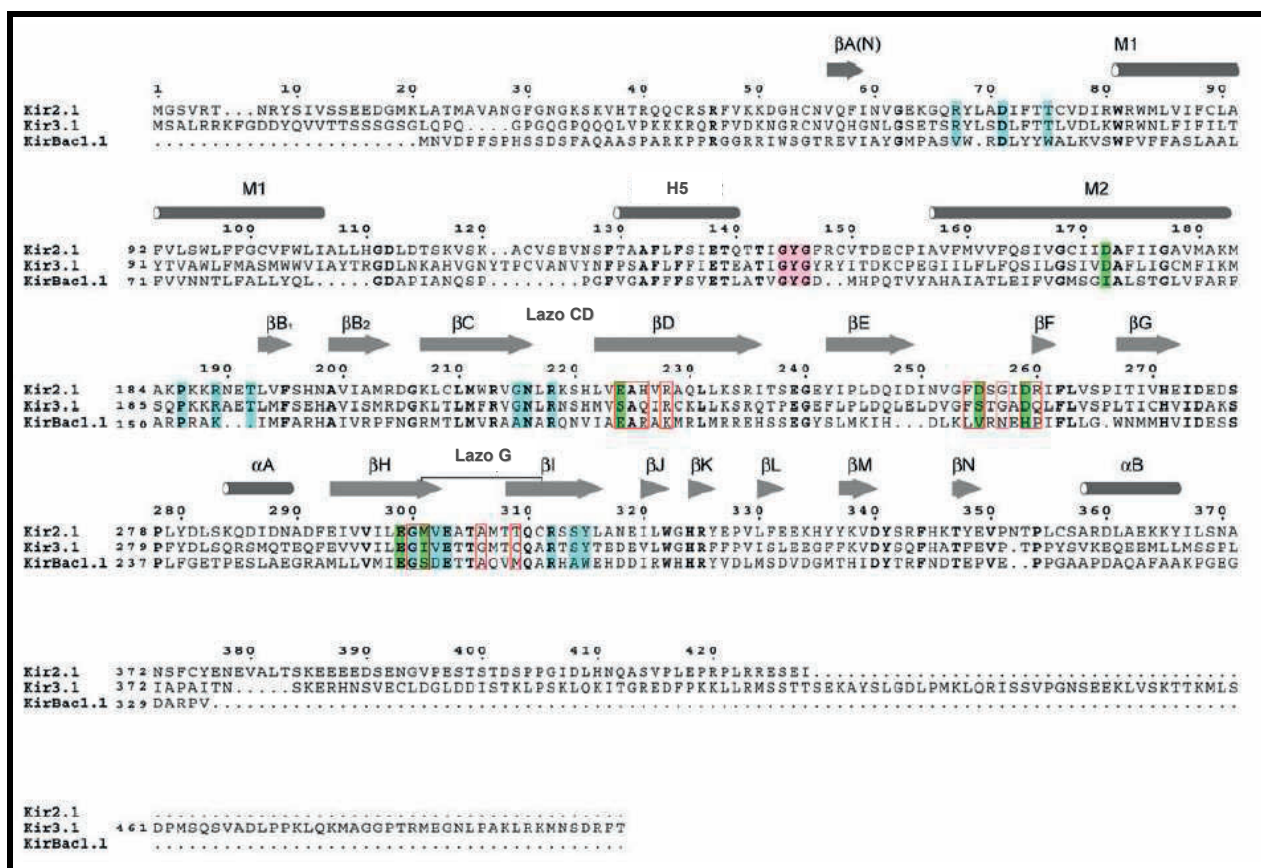 βA(N) M1
1 10 20 30 40 50 60 70 80 90
Kir2.1 MGSVRT...NRYSIVSSEEDGMKLATMAVANGFGNGKSKVHTRQQCRSRFVKKDGHCNVQFINVGEKGQRYLADIFTTCVDIRWRWMLVIFCLA
Kir3.1 MSALRRKFGDDYQVVTTSSSGSGLQPQ....GPGQGPQQQLVPKKKRQRFVDKNGRCNVQHGNLGSETSRYLSDLFTTLVDLKWRWNLFIFILT
KirBac1.1 .......................MNVDPFSPHSSDSFAQAASPARKPPRGGRRIWSGTREVIAYGMPASVW.RDLYYWALKVSWPVFFASLAAL
M1 H5 M2
100 110 120 130 140 150 160 170 180
Kir2.1 92 FVLSWLFFGCVFWLIALLHGDLDTSKVSK..ACVSEVNSFTAAFLFSIETQTTIGYGFRCVTDECPIAVFMVVFQSIVGCIIDAFIIGAVMAKM
Kir3.1 91 YTVAWLFMASMWWVIAYTRGDLNKAHVGNYTPCVANVYNFPSAFLFFIETEATIGYGYRYITDKCPEGIILFLFQSILGSIVDAFLIGCMFIKM
KirBac1.1 71 FVVNNTLFALLYQL.....GDAPIANQSP.......PGFVGAFFFSVETLATVGYGD..MHPQTVYAHAIATLEIFVGMSGIALSTGLVFARF
βB₁ βB₂ βC Lazo CD βD βE βF βG
190 200 210 220 230 240 250 260 270
Kir2.1 184 AKPKKRNETLVFSHNAVIAMRDGKLCLMWRVGNLRKSHLVEAHVRAQLLKSRITSEGEYIPLDQIDINVGFDSGDRIFLVSPITIVHEIDEDS
Kir3.1 185 SQPKKRAETLMFSEHAVISMRDGKLTLMFRVGNLRNSHMVSAQIRCKLLKSRQTPEGEFLPLDQLELDVGFSTGADQLFLVSPLTICHVIDAKS
KirBac1.1 150 ARPRAK..IMFARHAIVRPFNGRMTLMVRAANARQNVIAEARAKMRLMRREHSSEGYSLMKIH..DLKLVRNEHPIFLLG.WNMMHVIDESS
αA βH Lazo G βI βJ βK βL βM βN αB
280 290 300 310 320 330 340 350 360 370
Kir2.1 278 PLYDLSKQDIDNADFEIVVILEGMVEATAMTTQCRSSYLANEILWGHRYEPVLFEEKHYYKVDYSRFHKTYEVPNTPLCSARDLAEKKYILSNA
Kir3.1 279 PFYDLSQRSMQTEQFEVVVILEGIVETTGMTCQARTSYTEDEVLWGHRFFPVISLEEGFFKVDYSQFHATFEVP.TPPYSVKEQEEMLLMSSPL
KirBac1.1 237 PLFGETPESLAEGRAMLLVMIEGSDETTAQVMQARHAWEHDDIRWHHRYVDLMSDVDGMTHIDYTRFNDTEPVE..PPGAAPDAQAFAAKPGEG
380 390 400 410 420
Kir2.1 372 NSFCYENEVALTSKEEEEDSENGVPESTSTDSPPGIDLHNQASVPLEPRPLRRESEI.....................................
Kir3.1 372 IAPAITN.....SKERHNSVECLDGLDDISTKLPSKLQKITGREDFPKKLLRMSSTTSEKAYSLGDLPMKLQRISSVPGNSEEKLVSKTTKMLS
KirBac1.1 329 DARPV.........................................................................................
Kir2.1 .........................................
Kir3.1 461 DPMSQSVADLPPKLQKMAGGPTRMEGNLPAKLRKMNSDRFT
KirBac1.1 .........................................